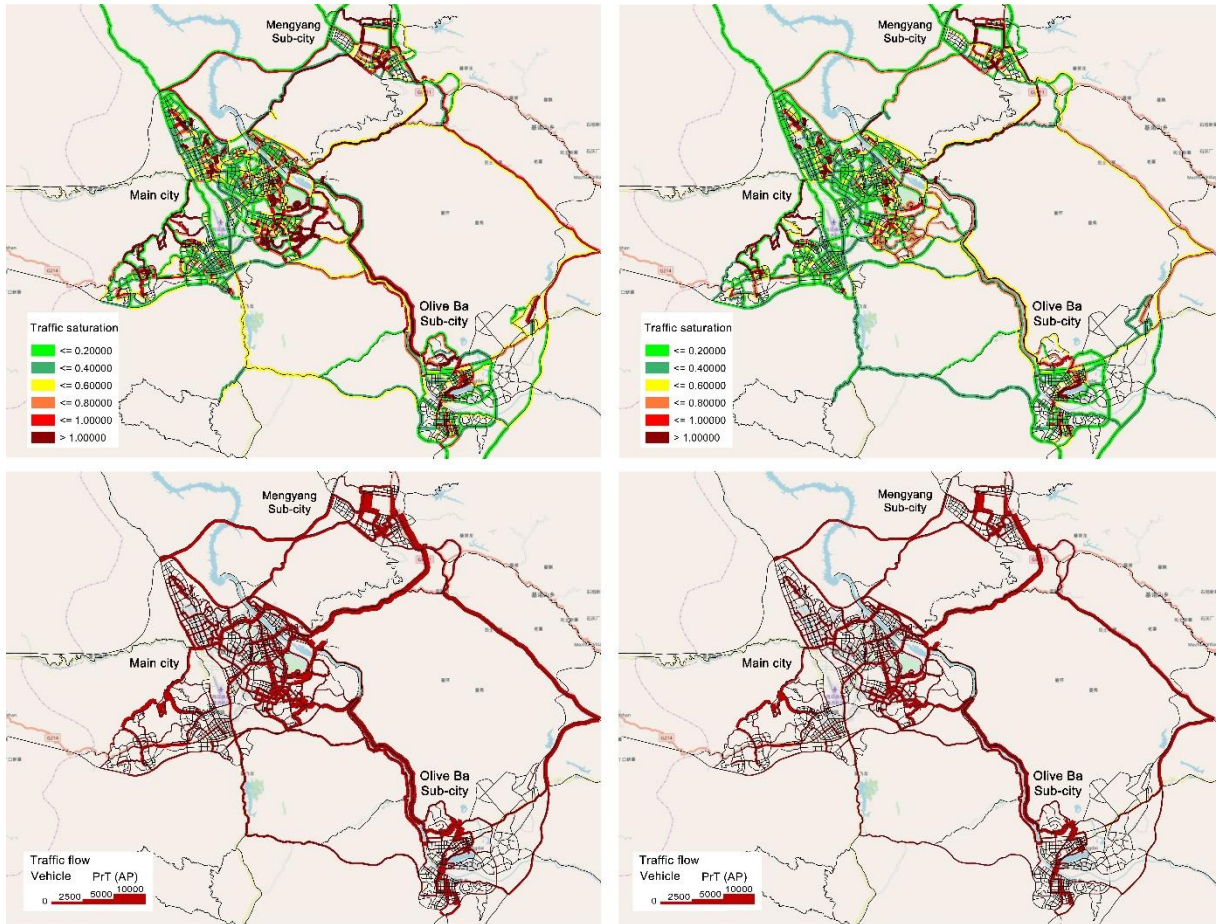 Mengyang
Sub-city
Main city
G214
Olive Ba
Sub-city
Traffic saturation
<= 0.20000
<= 0.40000
<= 0.60000
<= 0.80000
<= 1.00000
> 1.00000
Mengyang
Sub-city
Main city
G214
Olive Ba
Sub-city
Traffic saturation
<= 0.20000
<= 0.40000
<= 0.60000
<= 0.80000
<= 1.00000
> 1.00000
Mengyang
Sub-city
Main city
G214
Olive Ba
Sub-city
Traffic flow
Vehicle PrT (AP)
0 2500 5000 10000
Mengyang
Sub-city
Main city
G214
Olive Ba
Sub-city
Traffic flow
Vehicle PrT (AP)
0 2500 5000 10000